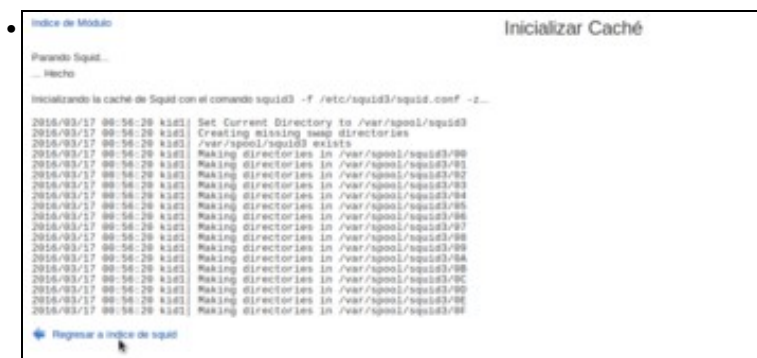 Indice de Módulo
Inicializar Caché
Parando Squid...
... Hecho
Inicializando la caché de Squid con el comando squid3 -f /etc/squid3/squid.conf -z...
2016/03/17 00:56:20 kid1| Set Current Directory to /var/spool/squid3
2016/03/17 00:56:20 kid1| Creating missing swap directories
2016/03/17 00:56:20 kid1| /var/spool/squid3 exists
2016/03/17 00:56:20 kid1| Making directories in /var/spool/squid3/00
2016/03/17 00:56:20 kid1| Making directories in /var/spool/squid3/01
2016/03/17 00:56:20 kid1| Making directories in /var/spool/squid3/02
2016/03/17 00:56:20 kid1| Making directories in /var/spool/squid3/03
2016/03/17 00:56:20 kid1| Making directories in /var/spool/squid3/04
2016/03/17 00:56:20 kid1| Making directories in /var/spool/squid3/05
2016/03/17 00:56:20 kid1| Making directories in /var/spool/squid3/06
2016/03/17 00:56:20 kid1| Making directories in /var/spool/squid3/07
2016/03/17 00:56:20 kid1| Making directories in /var/spool/squid3/08
2016/03/17 00:56:20 kid1| Making directories in /var/spool/squid3/09
2016/03/17 00:56:20 kid1| Making directories in /var/spool/squid3/0A
2016/03/17 00:56:20 kid1| Making directories in /var/spool/squid3/0B
2016/03/17 00:56:20 kid1| Making directories in /var/spool/squid3/0C
2016/03/17 00:56:20 kid1| Making directories in /var/spool/squid3/0D
2016/03/17 00:56:20 kid1| Making directories in /var/spool/squid3/0E
2016/03/17 00:56:20 kid1| Making directories in /var/spool/squid3/0F
Regresar a índice de squid